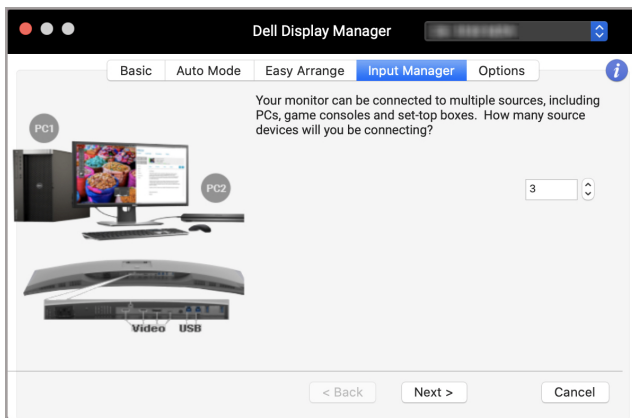 Dell Display Manager
Basic Auto Mode Easy Arrange Input Manager Options i
Your monitor can be connected to multiple sources, including
PCs, game consoles and set-top boxes. How many source
devices will you be connecting?
PC1
PC2
3
Video USB
< Back Next > Cancel